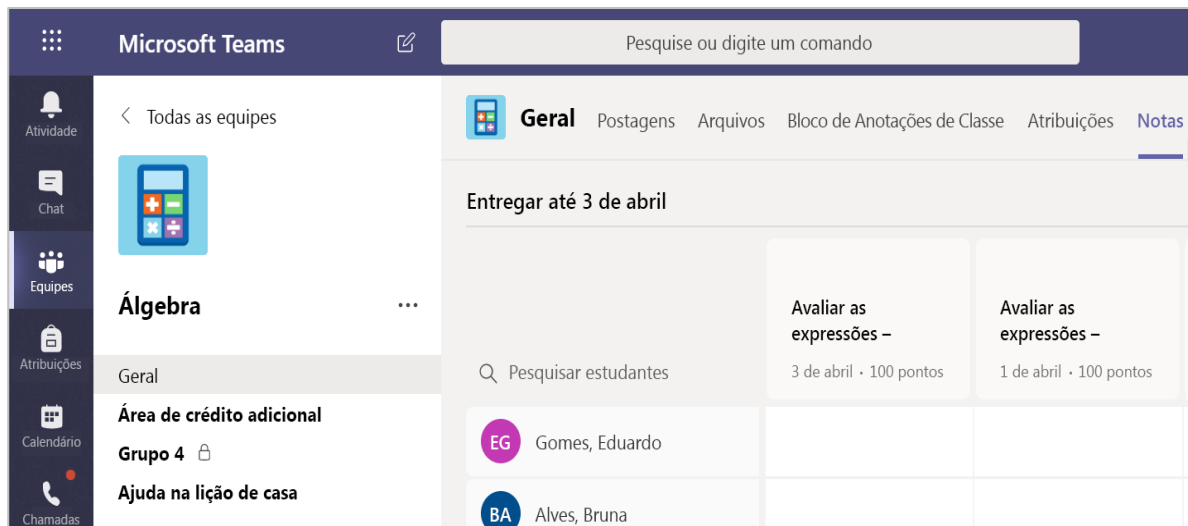 Microsoft Teams
Pesquise ou digite um comando
Atividade
Chat
Equipes
Atribuições
Calendário
Chamadas
Todas as equipes
Álgebra
Geral
Área de crédito adicional
Grupo 4
Ajuda na lição de casa
Geral Postagens Arquivos Bloco de Anotações de Classe Atribuições Notas
Entregar até 3 de abril
Avaliar as
expressões –
3 de abril • 100 pontos
Avaliar as
expressões –
1 de abril • 100 pontos
Pesquisar estudantes
EG Gomes, Eduardo
BA Alves, Bruna